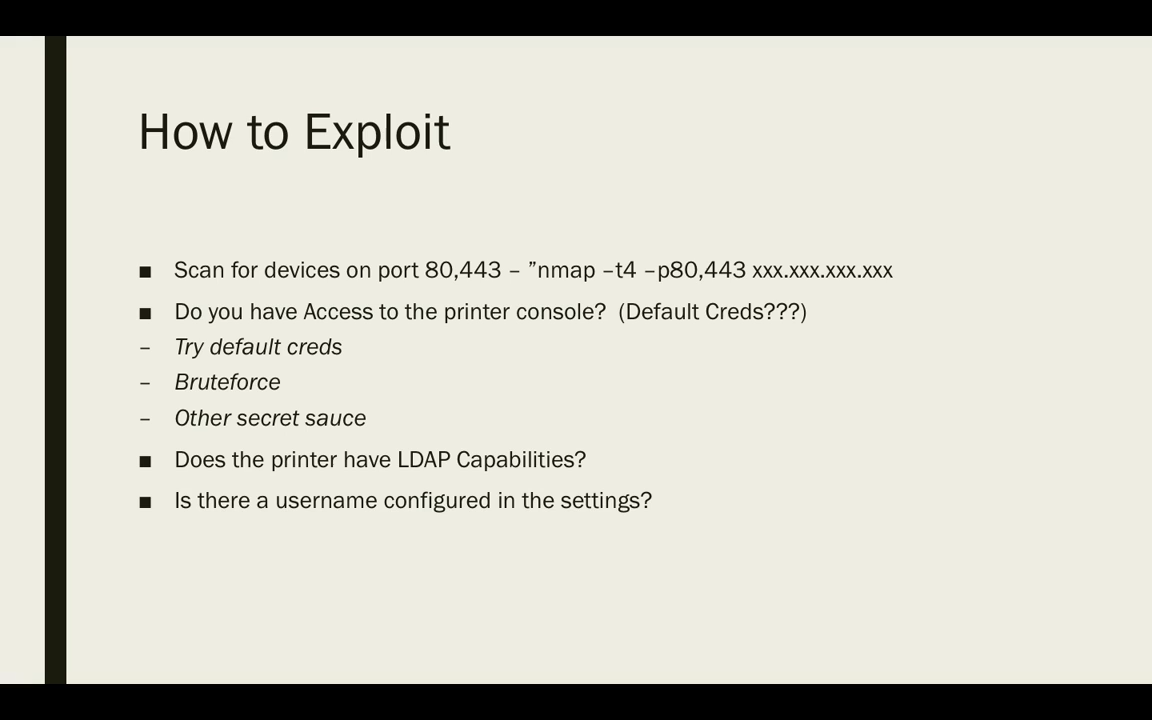 How to Exploit
■ Scan for devices on port 80,443 – ”nmap –t4 –p80,443 xxx.xxx.xxx.xxx
■ Do you have Access to the printer console?  (Default Creds???)
– Try default creds
– Bruteforce
– Other secret sauce
■ Does the printer have LDAP Capabilities?
■ Is there a username configured in the settings?